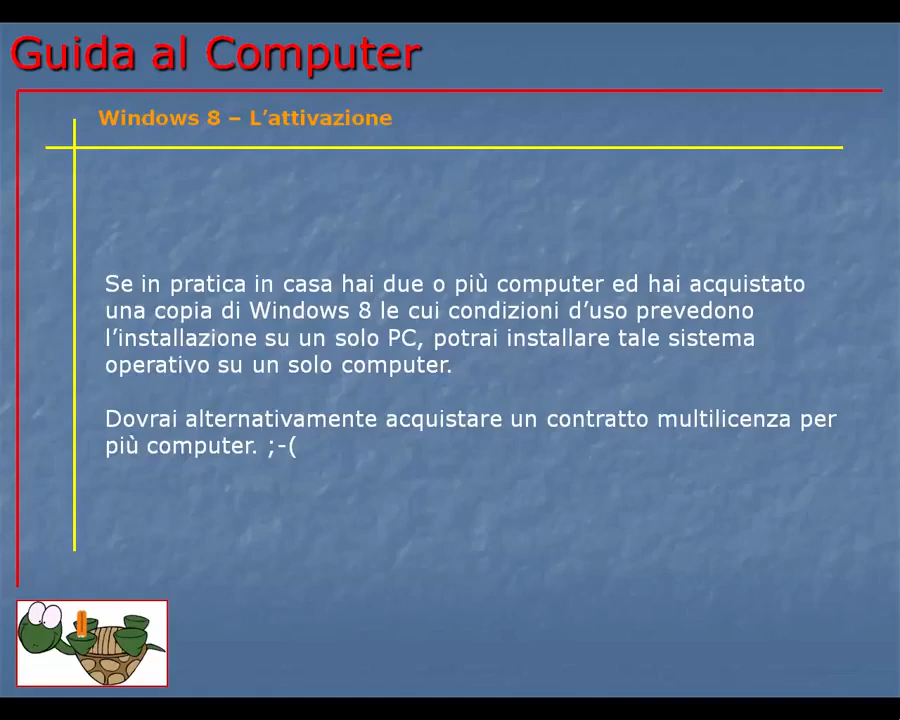 Guida al Computer
Windows 8 – L’attivazione
Se in pratica in casa hai due o più computer ed hai acquistato
una copia di Windows 8 le cui condizioni d’uso prevedono
l’installazione su un solo PC, potrai installare tale sistema
operativo su un solo computer.
Dovrai alternativamente acquistare un contratto multilicenza per
più computer. ;-(